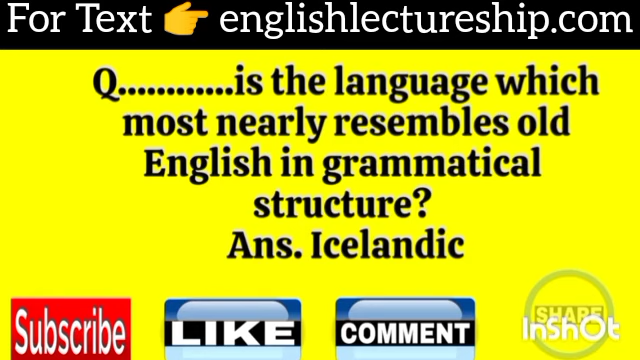 For Text 👉 englishlectureship.com
Q............is the language which
most nearly resembles old
English in grammatical
structure?
Ans. Icelandic
Subscribe
LIKE
COMMENT
SHARE
InShOt